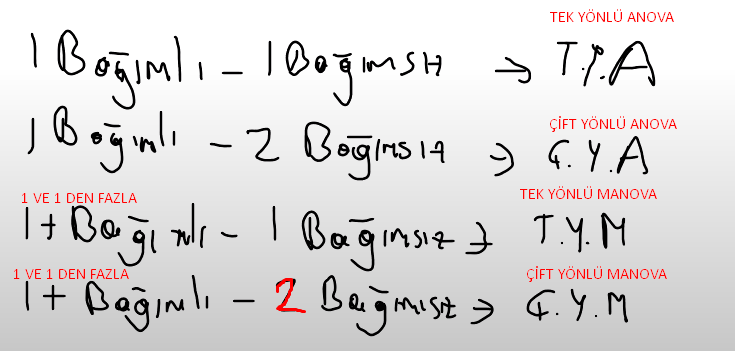 TEK YÖNLÜ ANOVA
1 Bağımlı - 1 Bağımsız → T.Y.A
ÇİFT YÖNLÜ ANOVA
1 Bağımlı - 2 Bağımsız → Ç.Y.A
1 VE 1 DEN FAZLA TEK YÖNLÜ MANOVA
1+ Bağımlı - 1 Bağımsız → T.Y.M
1 VE 1 DEN FAZLA ÇİFT YÖNLÜ MANOVA
1+ Bağımlı - 2 Bağımsız → Ç.Y.M